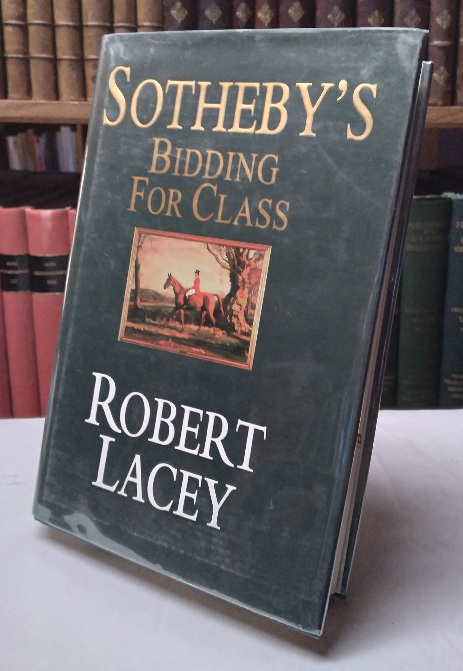 SOTHEBY'S
BIDDING
FOR CLASS
ROBERT
LACEY